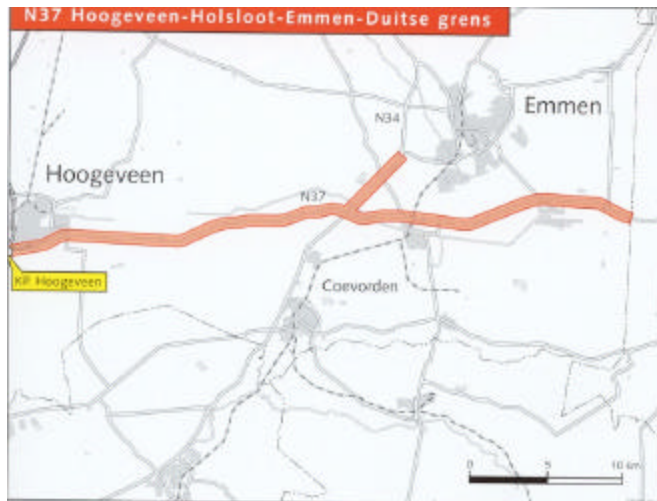 N37 Hoogeveen-Holsloot-Emmen-Duitse grens
N34
Emmen
Hoogeveen
N37
KP. Hoogeveen
Coevorden
0 5 10 km